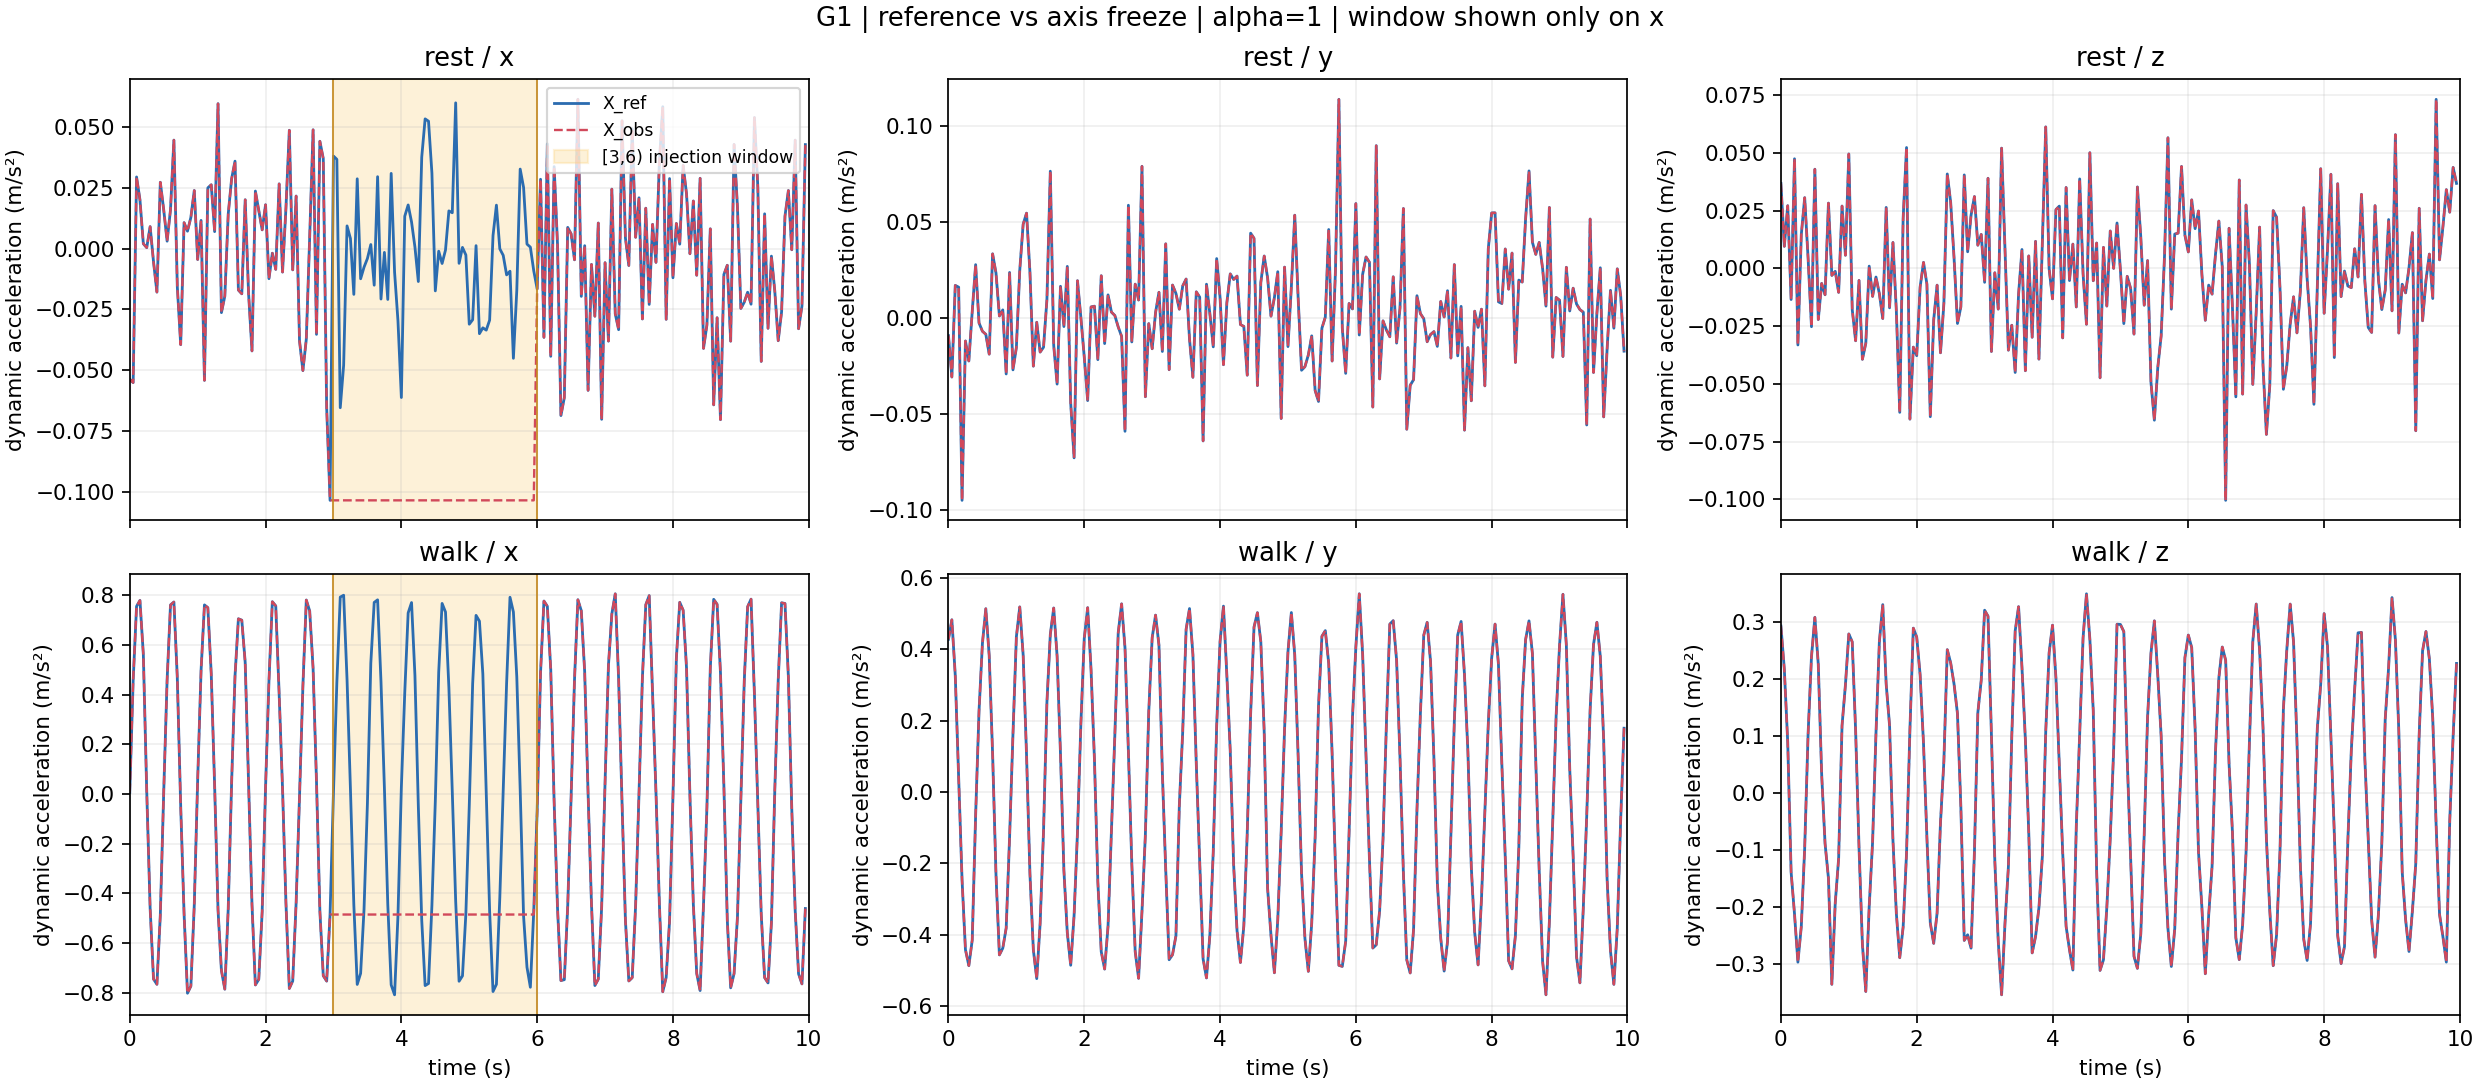 G1 | reference vs axis freeze | alpha=1 | window shown only on x
rest / x
rest / y
rest / z
dynamic acceleration (m/s²)
0.050
0.025
0.000
−0.025
−0.050
−0.075
−0.100
X_ref
X_obs
[3,6) injection window
dynamic acceleration (m/s²)
0.10
0.05
0.00
−0.05
−0.10
dynamic acceleration (m/s²)
0.075
0.050
0.025
0.000
−0.025
−0.050
−0.075
−0.100
walk / x
walk / y
walk / z
dynamic acceleration (m/s²)
0.8
0.6
0.4
0.2
0.0
−0.2
−0.4
−0.6
−0.8
0 2 4 6 8 10
time (s)
dynamic acceleration (m/s²)
0.6
0.4
0.2
0.0
−0.2
−0.4
−0.6
0 2 4 6 8 10
time (s)
dynamic acceleration (m/s²)
0.3
0.2
0.1
0.0
−0.1
−0.2
−0.3
0 2 4 6 8 10
time (s)